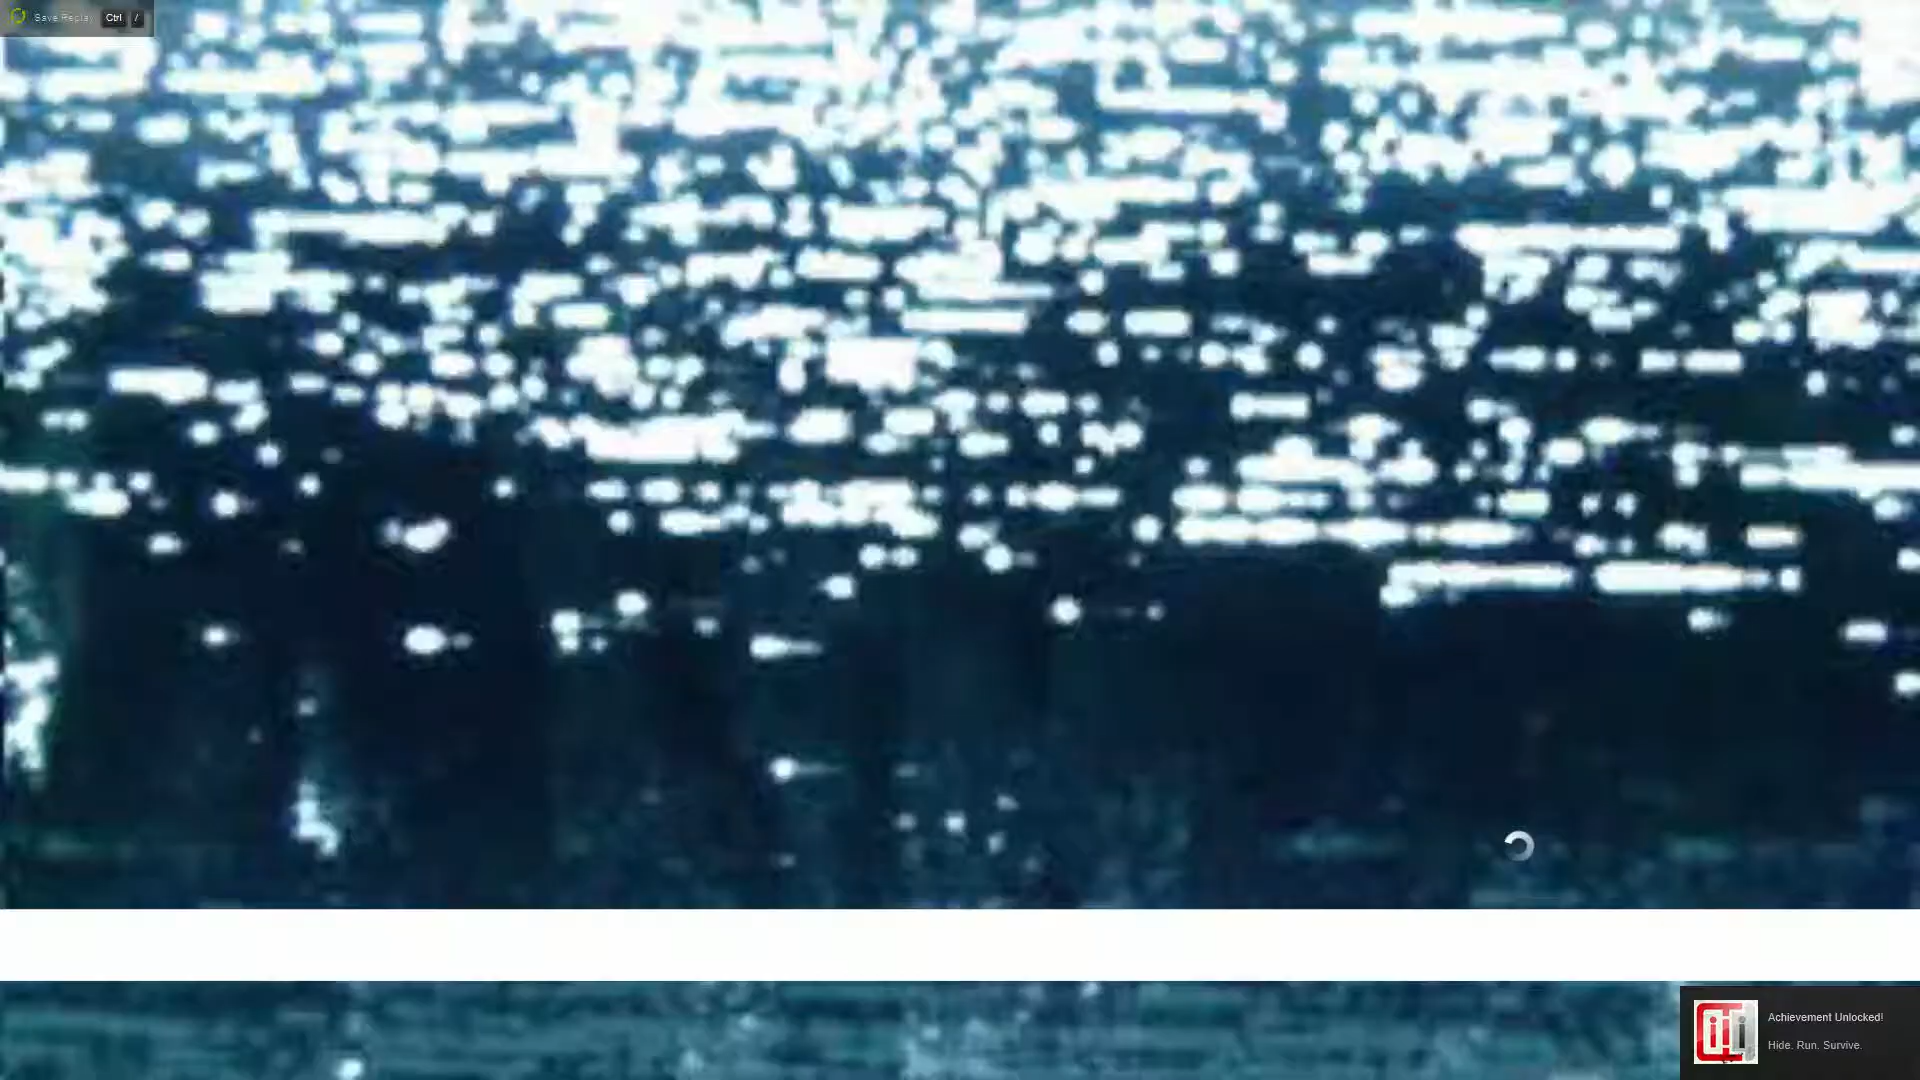 Save Replay Ctrl /
Achievement Unlocked!
Hide. Run. Survive.